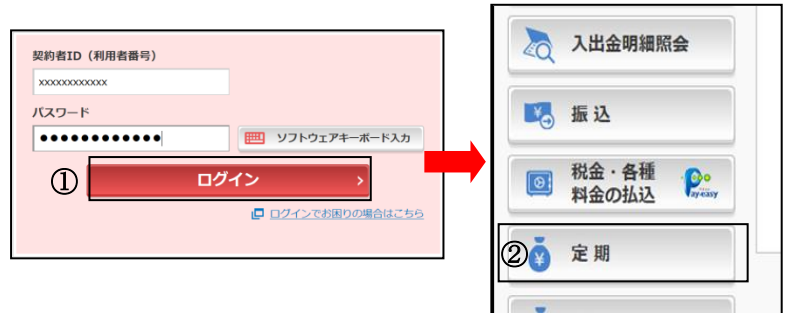 契約者ID（利用者番号）
xxxxxxxxxxxx
パスワード
●●●●●●●●●●●●
ソフトウェアキーボード入力
①
ログイン
ログインでお困りの場合はこちら
入出金明細照会
振込
税金・各種
料金の払込
Pay-easy
②
定期